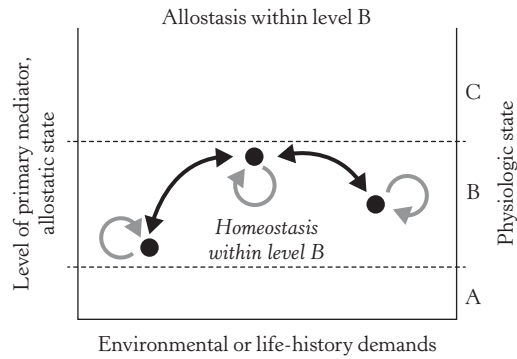 Allostasis within level B
Level of primary mediator,
allostatic state
C
B
A
Physiologic state
Homeostasis
within level B
Environmental or life-history demands